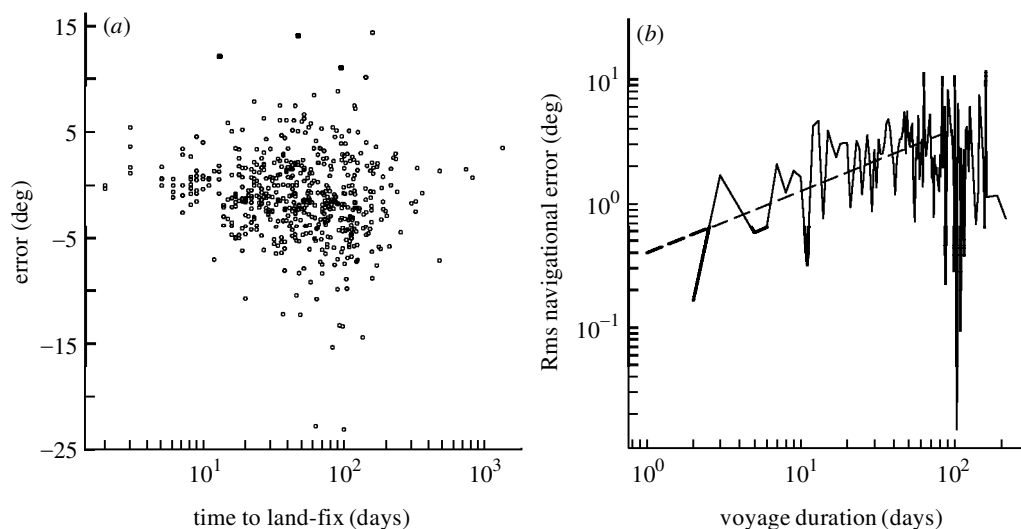 (a)
15
5
−5
−15
−25
error (deg)
10¹
10²
10³
time to land-fix (days)
(b)
10¹
10⁰
10⁻¹
Rms navigational error (deg)
10⁰
10¹
10²
voyage duration (days)